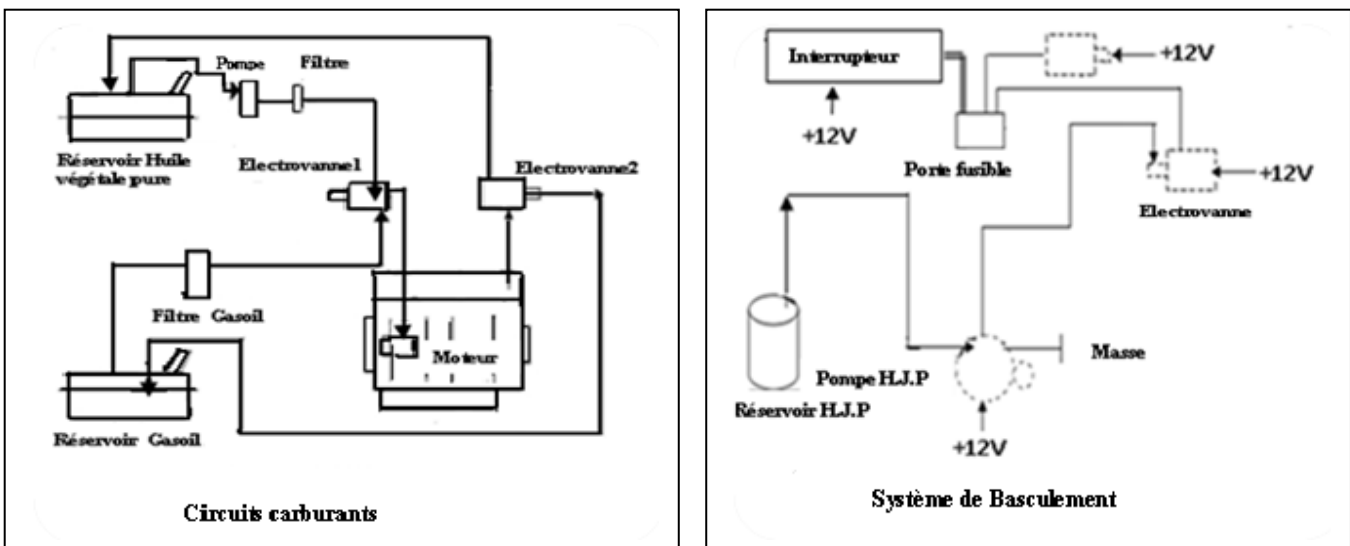 Pompe
Filtre
Réservoir Huile
végétale pure
Electrovanne1
Electrovanne2
Filtre Gasoil
Moteur
Réservoir Gasoil
Circuits carburants
Interrupteur
+12V
+12V
Porte fusible
+12V
Electrovanne
Masse
Pompe H.J.P
Réservoir H.J.P
+12V
Système de Basculement